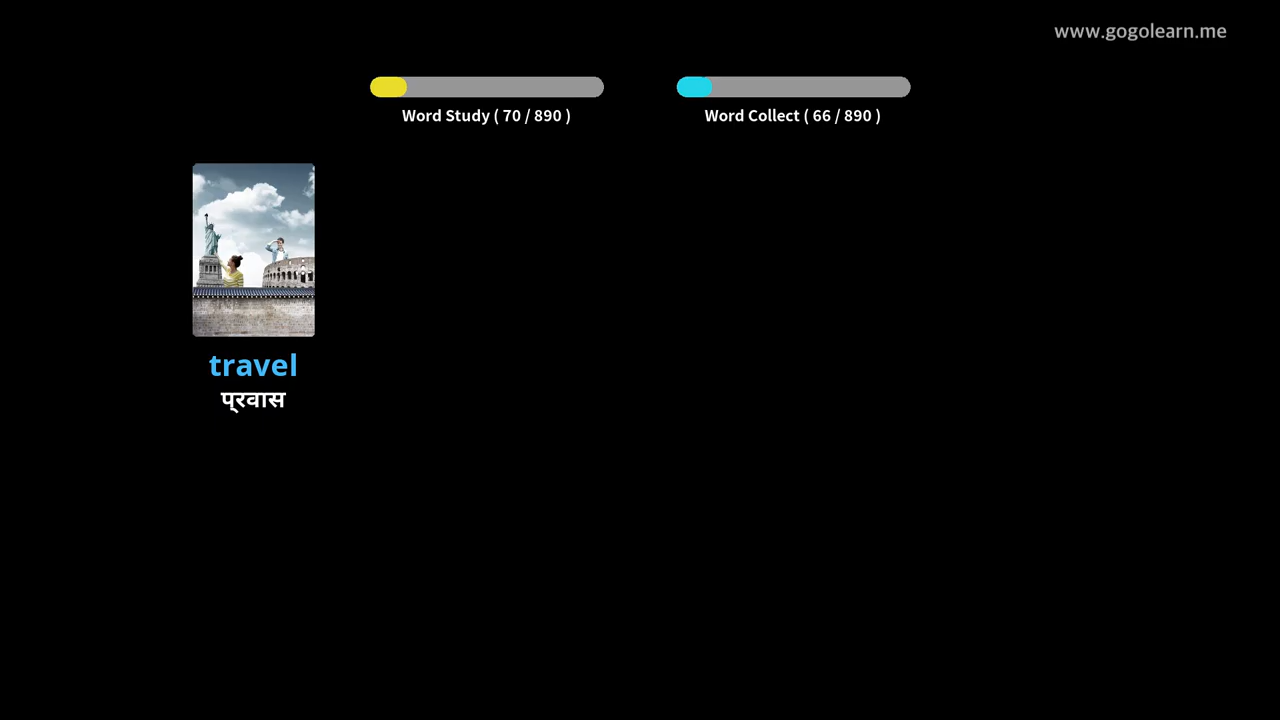 www.gogolearn.me
Word Study ( 70 / 890 )
Word Collect ( 66 / 890 )
travel
प्रवास